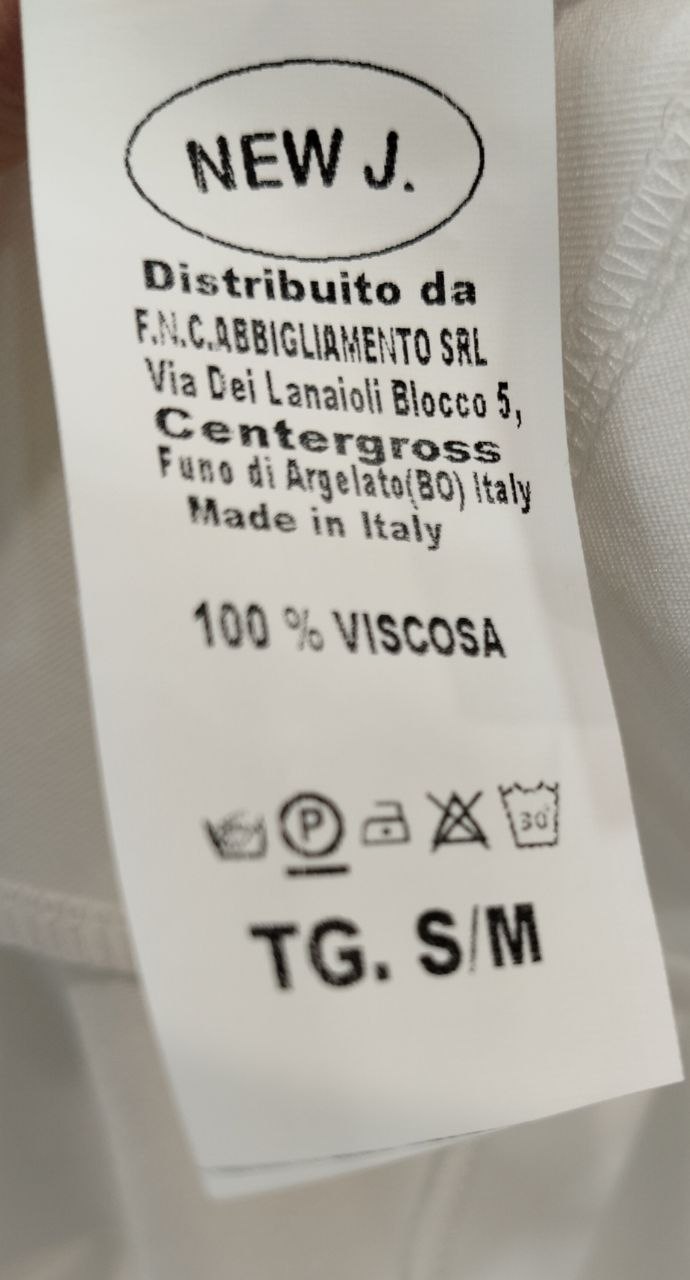 NEW J.
Distribuito da
F.N.C.ABBIGLIAMENTO SRL
Via Dei Lanaioli Blocco 5,
Centergross
Funo di Argelato(BO) Italy
Made in Italy
100 % VISCOSA
P 30°
TG. S/M